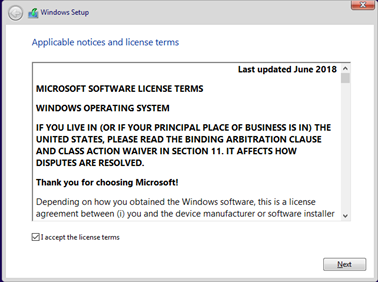 Windows Setup
Applicable notices and license terms
Last updated June 2018
MICROSOFT SOFTWARE LICENSE TERMS
WINDOWS OPERATING SYSTEM
IF YOU LIVE IN (OR IF YOUR PRINCIPAL PLACE OF BUSINESS IS IN) THE
UNITED STATES, PLEASE READ THE BINDING ARBITRATION CLAUSE
AND CLASS ACTION WAIVER IN SECTION 11. IT AFFECTS HOW
DISPUTES ARE RESOLVED.
Thank you for choosing Microsoft!
Depending on how you obtained the Windows software, this is a license
agreement between (i) you and the device manufacturer or software installer
I accept the license terms
Next